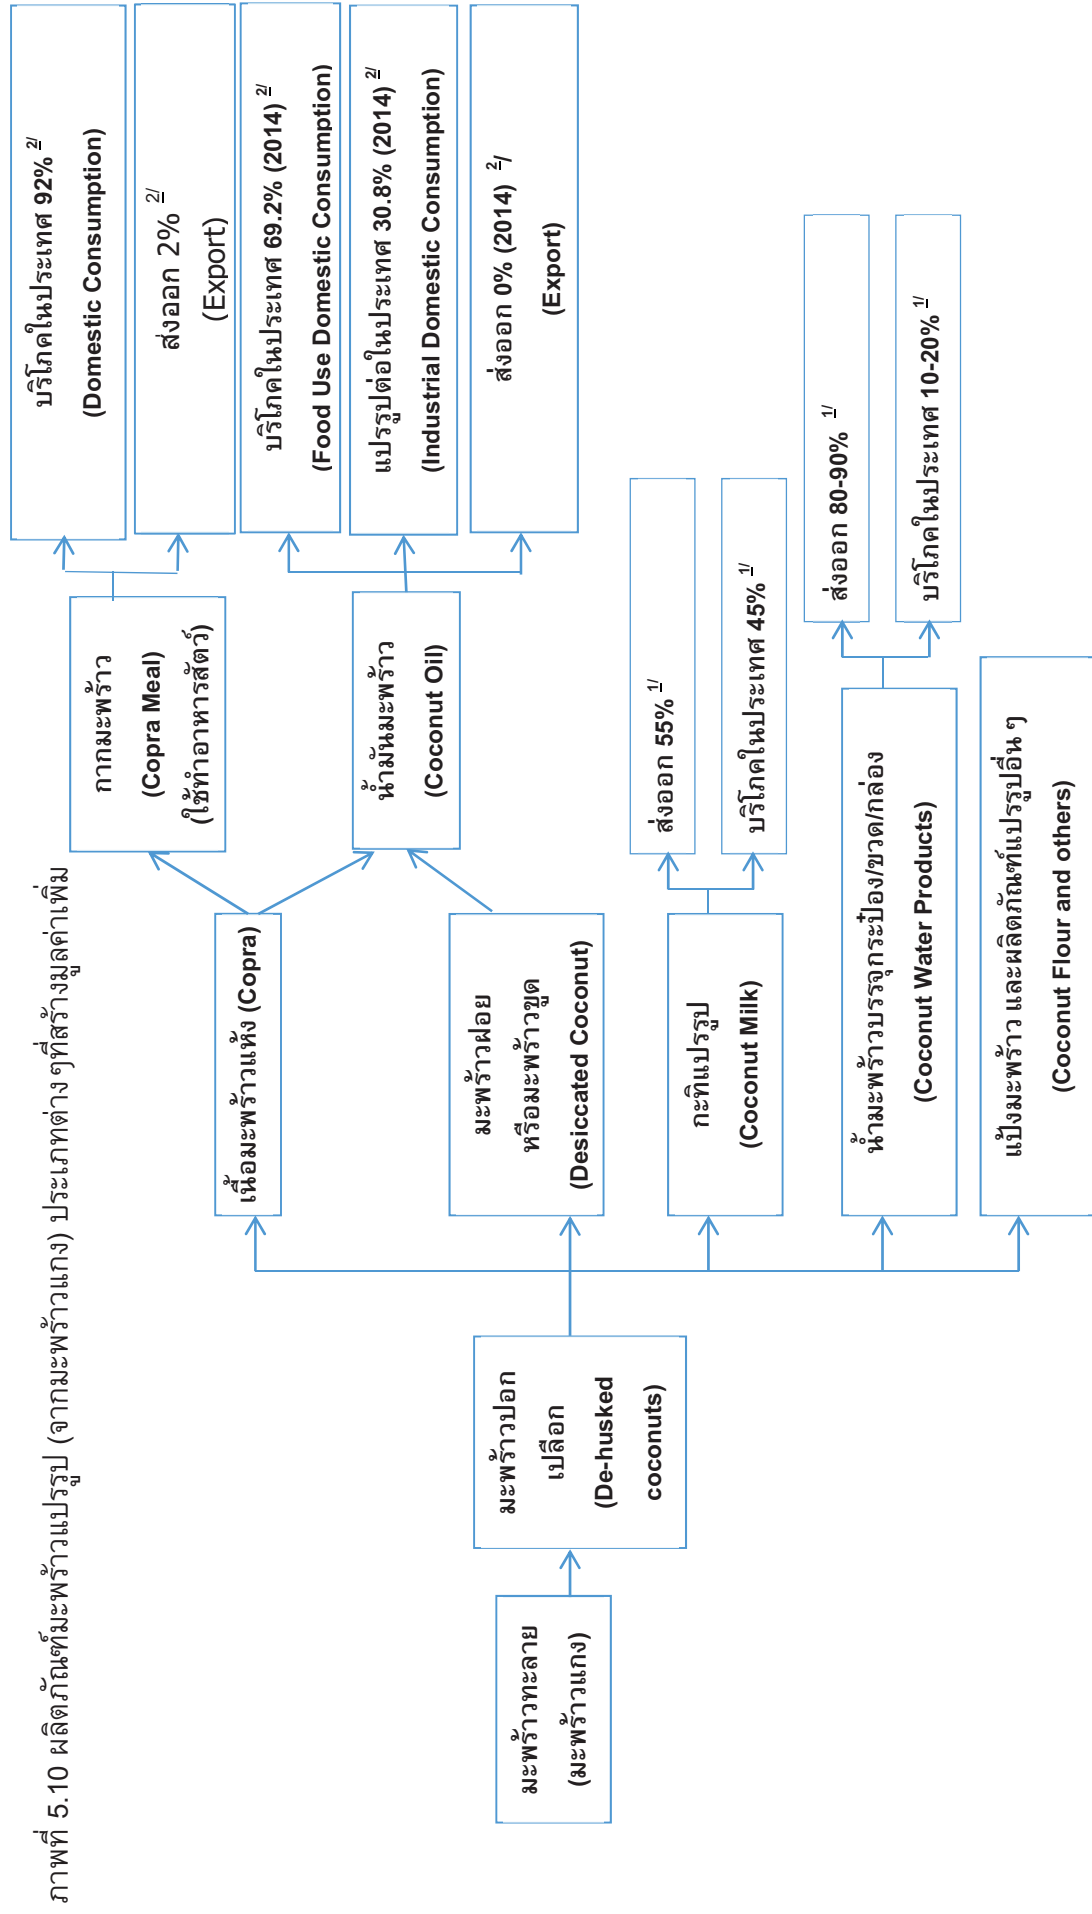 ภาพที่ 5.10 ผลิตภัณฑ์มะพร้าวแปรรูป (จากมะพร้าวแกง) ประเภทต่าง ๆที่สร้างมูลค่าเพิ่ม
มะพร้าวทะลาย
(มะพร้าวแกง)
มะพร้าวปอก
เปลือก
(De-husked
coconuts)
เนื้อมะพร้าวแห้ง (Copra)
มะพร้าวฝอย
หรือมะพร้าวขูด
(Desiccated Coconut)
กะทิแปรรูป
(Coconut Milk)
น้ำมะพร้าวบรรจุกระป๋อง/ขวด/กล่อง
(Coconut Water Products)
แป้งมะพร้าว และผลิตภัณฑ์แปรรูปอื่น ๆ
(Coconut Flour and others)
กากมะพร้าว
(Copra Meal)
(ใช้ทำอาหารสัตว์)
น้ำมันมะพร้าว
(Coconut Oil)
ส่งออก 55% 1/
บริโภคในประเทศ 45% 1/
ส่งออก 80-90% 1/
บริโภคในประเทศ 10-20% 1/
บริโภคในประเทศ 92% 2/
(Domestic Consumption)
ส่งออก 2% 2/
(Export)
บริโภคในประเทศ 69.2% (2014) 2/
(Food Use Domestic Consumption)
แปรรูปต่อในประเทศ 30.8% (2014) 2/
(Industrial Domestic Consumption)
ส่งออก 0% (2014) 2/
(Export)